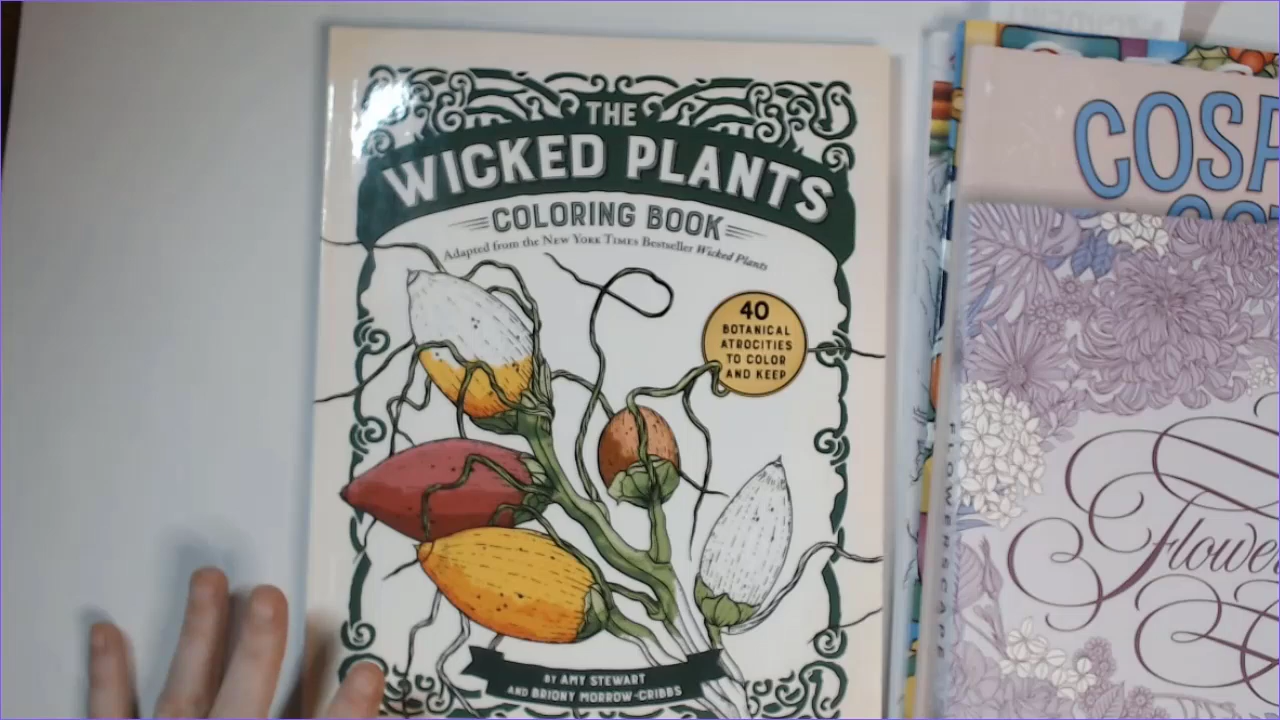 THE
WICKED PLANTS
COLORING BOOK
Adapted from the NEW YORK TIMES Bestseller Wicked Plants
40
BOTANICAL
ATROCITIES
TO COLOR
AND KEEP
BY AMY STEWART
AND BRIONY MORROW-CRIBBS
COSP
FLOWERSCAPE
Flower